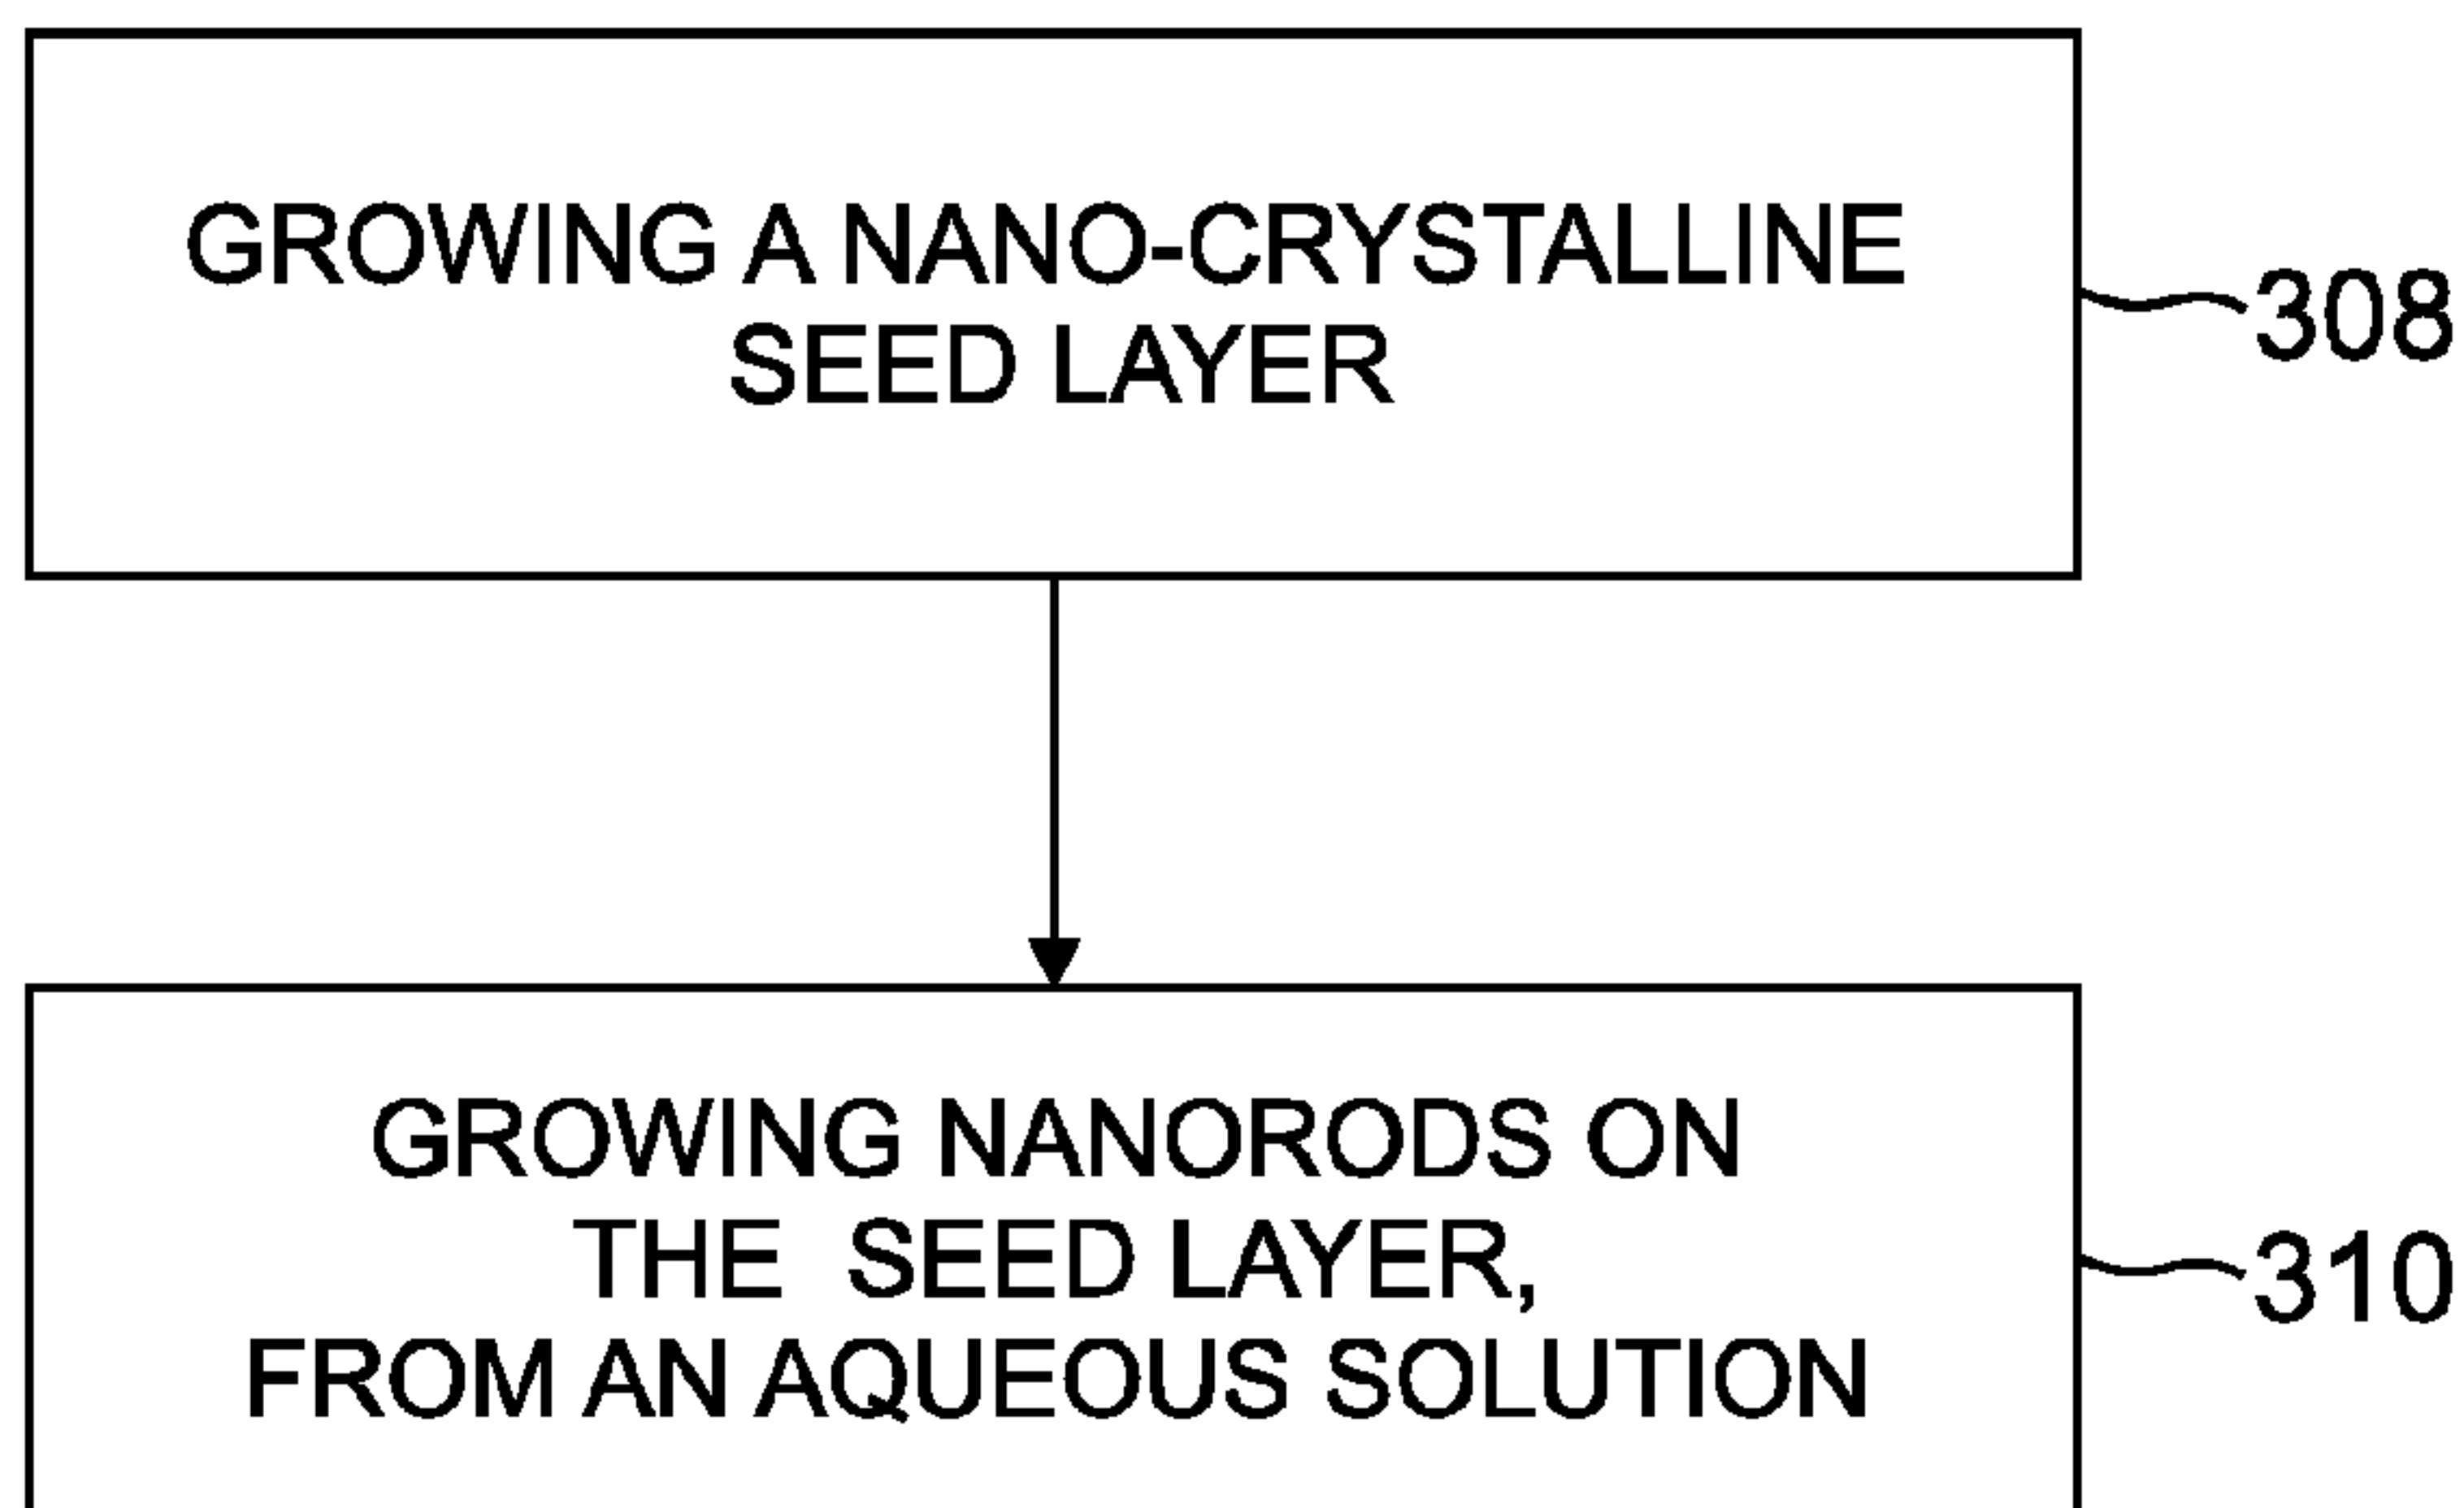 GROWING A NANO-CRYSTALLINE
SEED LAYER
308
GROWING NANORODS ON
THE SEED LAYER,
FROM AN AQUEOUS SOLUTION
310